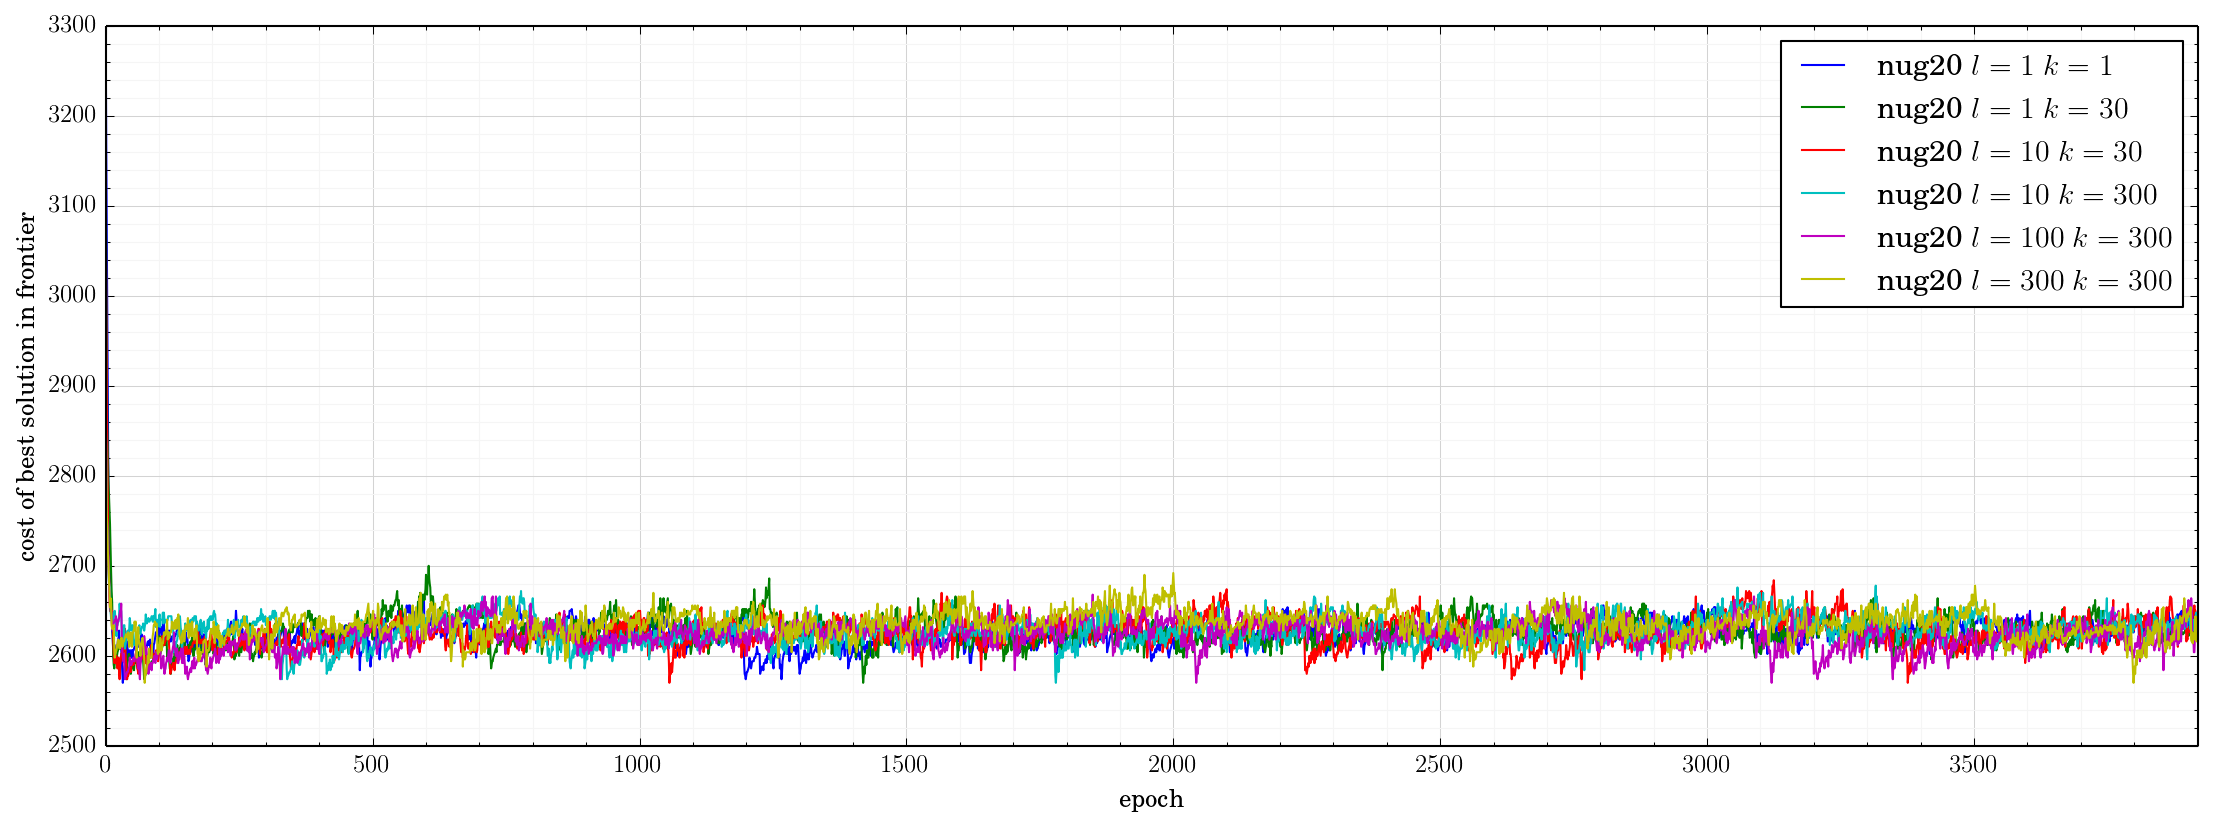 3300
3200
3100
3000
2900
2800
2700
2600
2500
cost of best solution in frontier
0 500 1000 1500 2000 2500 3000 3500
epoch
nug20 l = 1 k = 1
nug20 l = 1 k = 30
nug20 l = 10 k = 30
nug20 l = 10 k = 300
nug20 l = 100 k = 300
nug20 l = 300 k = 300